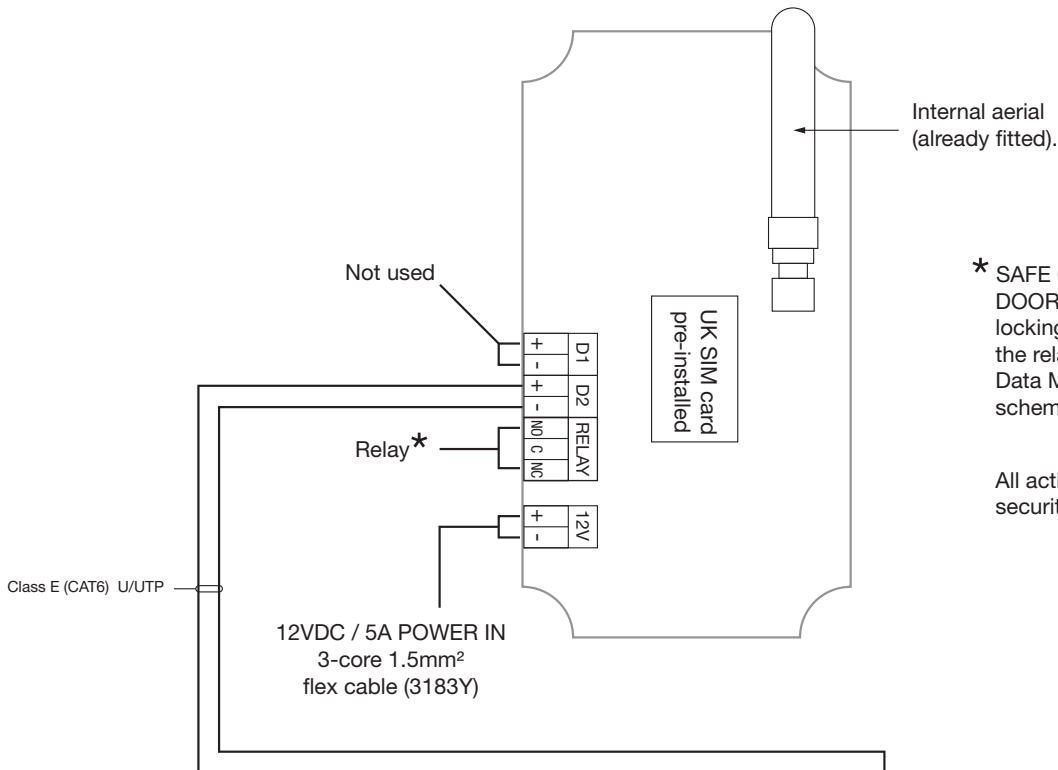 Internal aerial
(already fitted).
Not used
* SAFE
DOOR
locking
the rela
Data M
schem
UK SIM card
pre-installed
+ D1
-
+ D2
-
Relay*
NO RELAY
C
NC
All acti
securit
+ 12V
-
Class E (CAT6) U/UTP
12VDC / 5A POWER IN
3-core 1.5mm²
flex cable (3183Y)